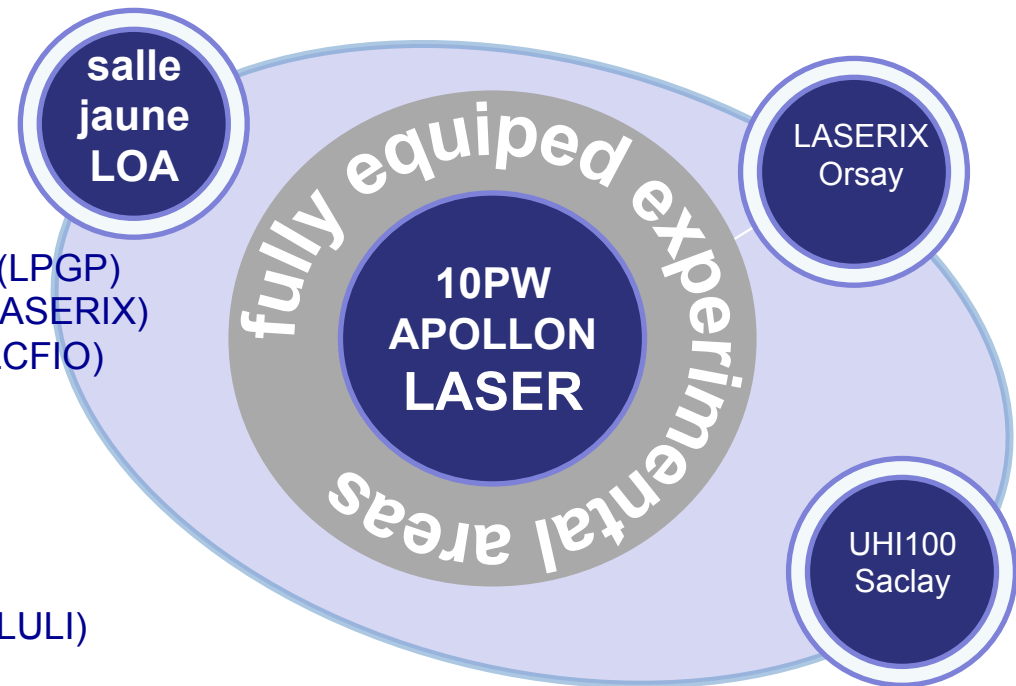 salle
jaune
LOA
LASERIX
Orsay
fully equiped experimental areas
10PW
APOLLON
LASER
(LPGP)
ASERIX)
CFIO)
UHI100
Saclay
LULI)